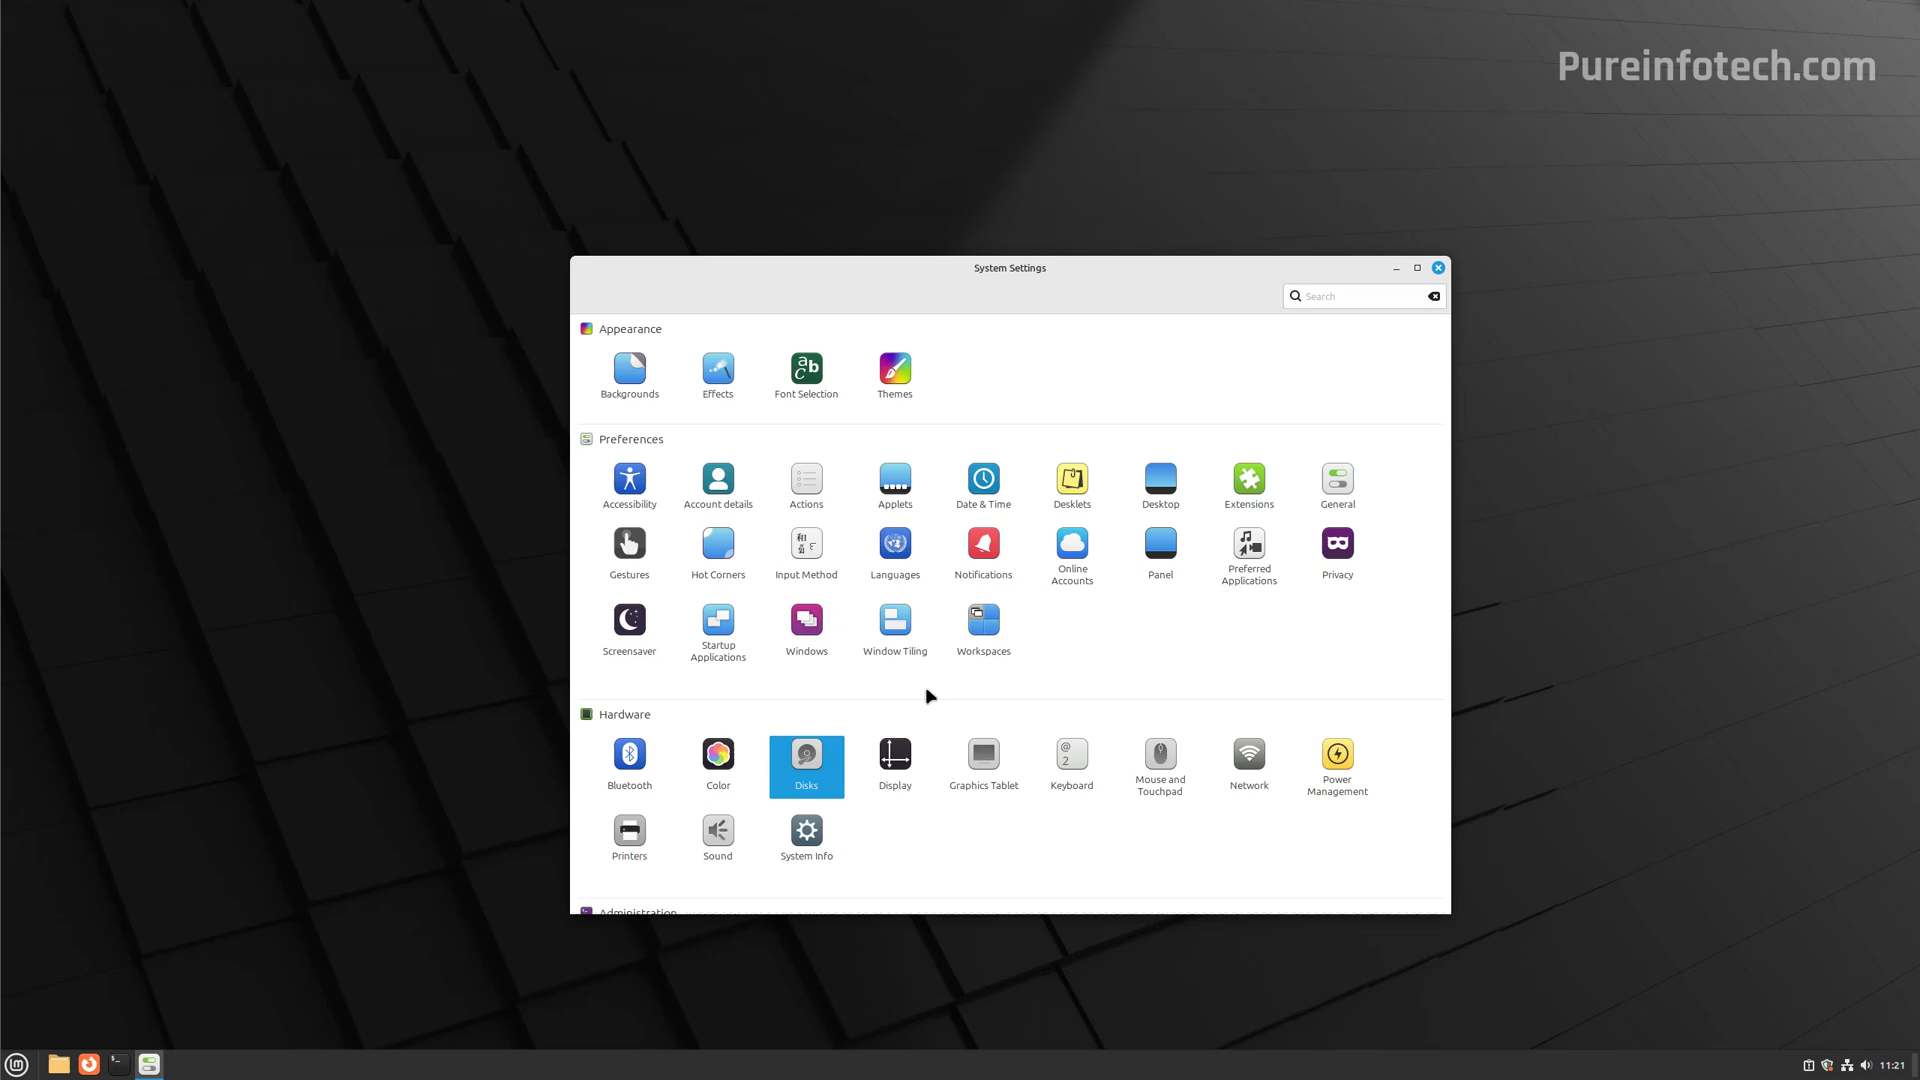 Pureinfotech.com
System Settings
Search
Appearance
Backgrounds
Effects
Font Selection
Themes
Preferences
Accessibility
Account details
Actions
Applets
Date & Time
Desklets
Desktop
Extensions
General
Gestures
Hot Corners
Input Method
Languages
Notifications
Online
Accounts
Panel
Preferred
Applications
Privacy
Screensaver
Startup
Applications
Windows
Window Tiling
Workspaces
Hardware
Bluetooth
Color
Disks
Display
Graphics Tablet
Keyboard
Mouse and
Touchpad
Network
Power
Management
Printers
Sound
System Info
Administration
11:21